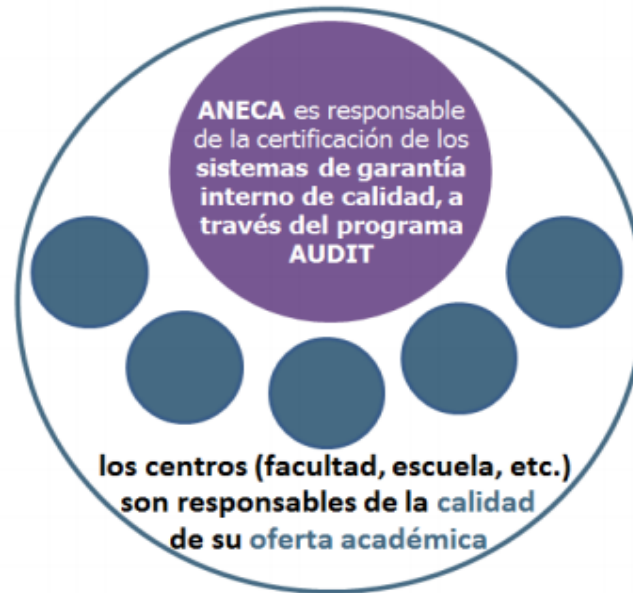 ANECA es responsable
de la certificación de los
sistemas de garantía
interno de calidad, a
través del programa
AUDIT
los centros (facultad, escuela, etc.)
son responsables de la calidad
de su oferta académica